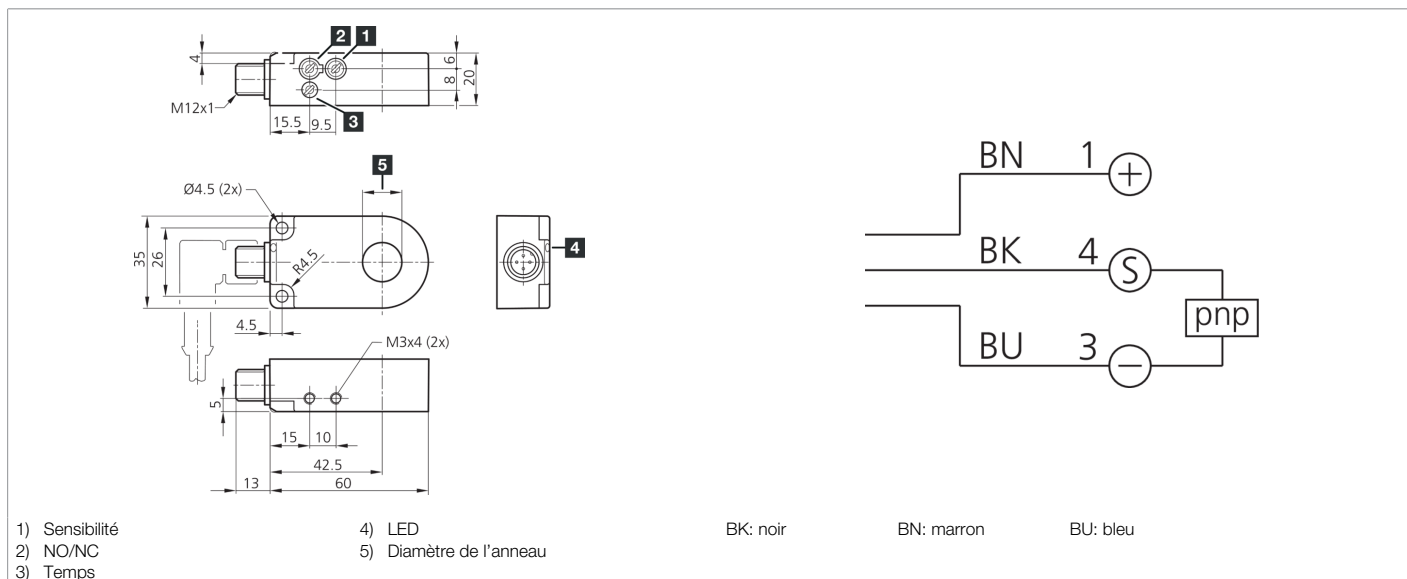 2 1
4
6
8
20
M12x1
15.5 9.5
3
5
Ø4.5 (2x)
35
26
R4.5
4
4.5
M3x4 (2x)
5
15 10
42.5
13 60
BN 1 +
BK 4 S
pnp
BU 3 −
1) Sensibilité
2) NO/NC
3) Temps
4) LED
5) Diamètre de l'anneau
BK: noir BN: marron BU: bleu